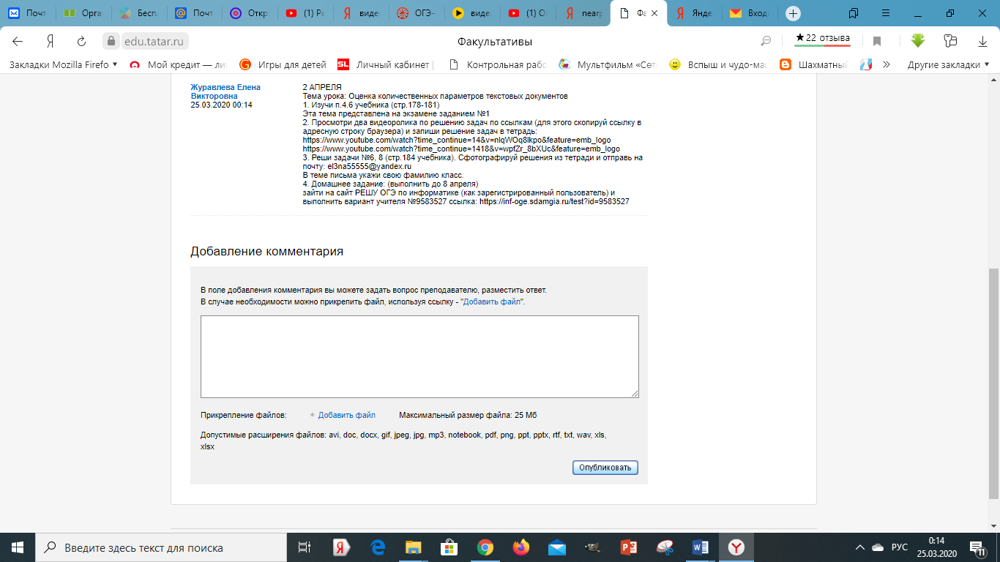 Почт
Орга
Бесп
Почт
Откр
(1) Ре
виде
ОГЭ-
виде
(1) О
nearp
Фа
Янде
Вход
edu.tatar.ru
Факультативы
★22 отзыва
Закладки Mozilla Firefo
Мой кредит — ли
Игры для детей
Личный кабинет |
Контрольная рабо
Мультфильм «Сет
Вспыш и чудо-маш
Шахматный
Другие закладки
Журавлева Елена
Викторовна
25.03.2020 00:14
2 АПРЕЛЯ
Тема урока: Оценка количественных параметров текстовых документов
1. Изучи п.4.6 учебника (стр.178-181)
Эта тема представлена на экзамене заданием №1
2. Просмотри два видеоролика по решению задач по ссылкам (для этого скопируй ссылку в
адресную строку браузера) и запиши решение задач в тетрадь:
https://www.youtube.com/watch?time_continue=14&v=nlqWOq8lkpo&feature=emb_logo
https://www.youtube.com/watch?time_continue=1418&v=wpfZr_8bXUc&feature=emb_logo
3. Реши задачи №6, 8 (стр.184 учебника). Сфотографируй решения из тетради и отправь на
почту: el3na55555@yandex.ru
В теме письма укажи свою фамилию класс.
4. Домашнее задание: (выполнить до 8 апреля)
зайти на сайт РЕШУ ОГЭ по информатике (как зарегистрированный пользователь) и
выполнить вариант учителя №9583527 ссылка: https://inf-oge.sdamgia.ru/test?id=9583527
Добавление комментария
В поле добавления комментария вы можете задать вопрос преподавателю, разместить ответ.
В случае необходимости можно прикрепить файл, используя ссылку - "Добавить файл".
Прикрепление файлов:
+ Добавить файл
Максимальный размер файла: 25 Мб
Допустимые расширения файлов: avi, doc, docx, gif, jpeg, jpg, mp3, notebook, pdf, png, ppt, pptx, rtf, txt, wav, xls,
xlsx
Опубликовать
Введите здесь текст для поиска
РУС
0:14
25.03.2020
11